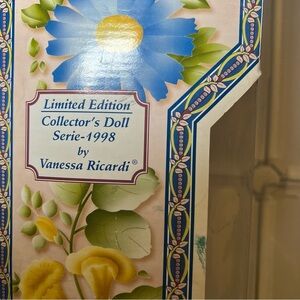 Limited Edition
Collector's Doll
Serie-1998
by
Vanessa Ricardi®